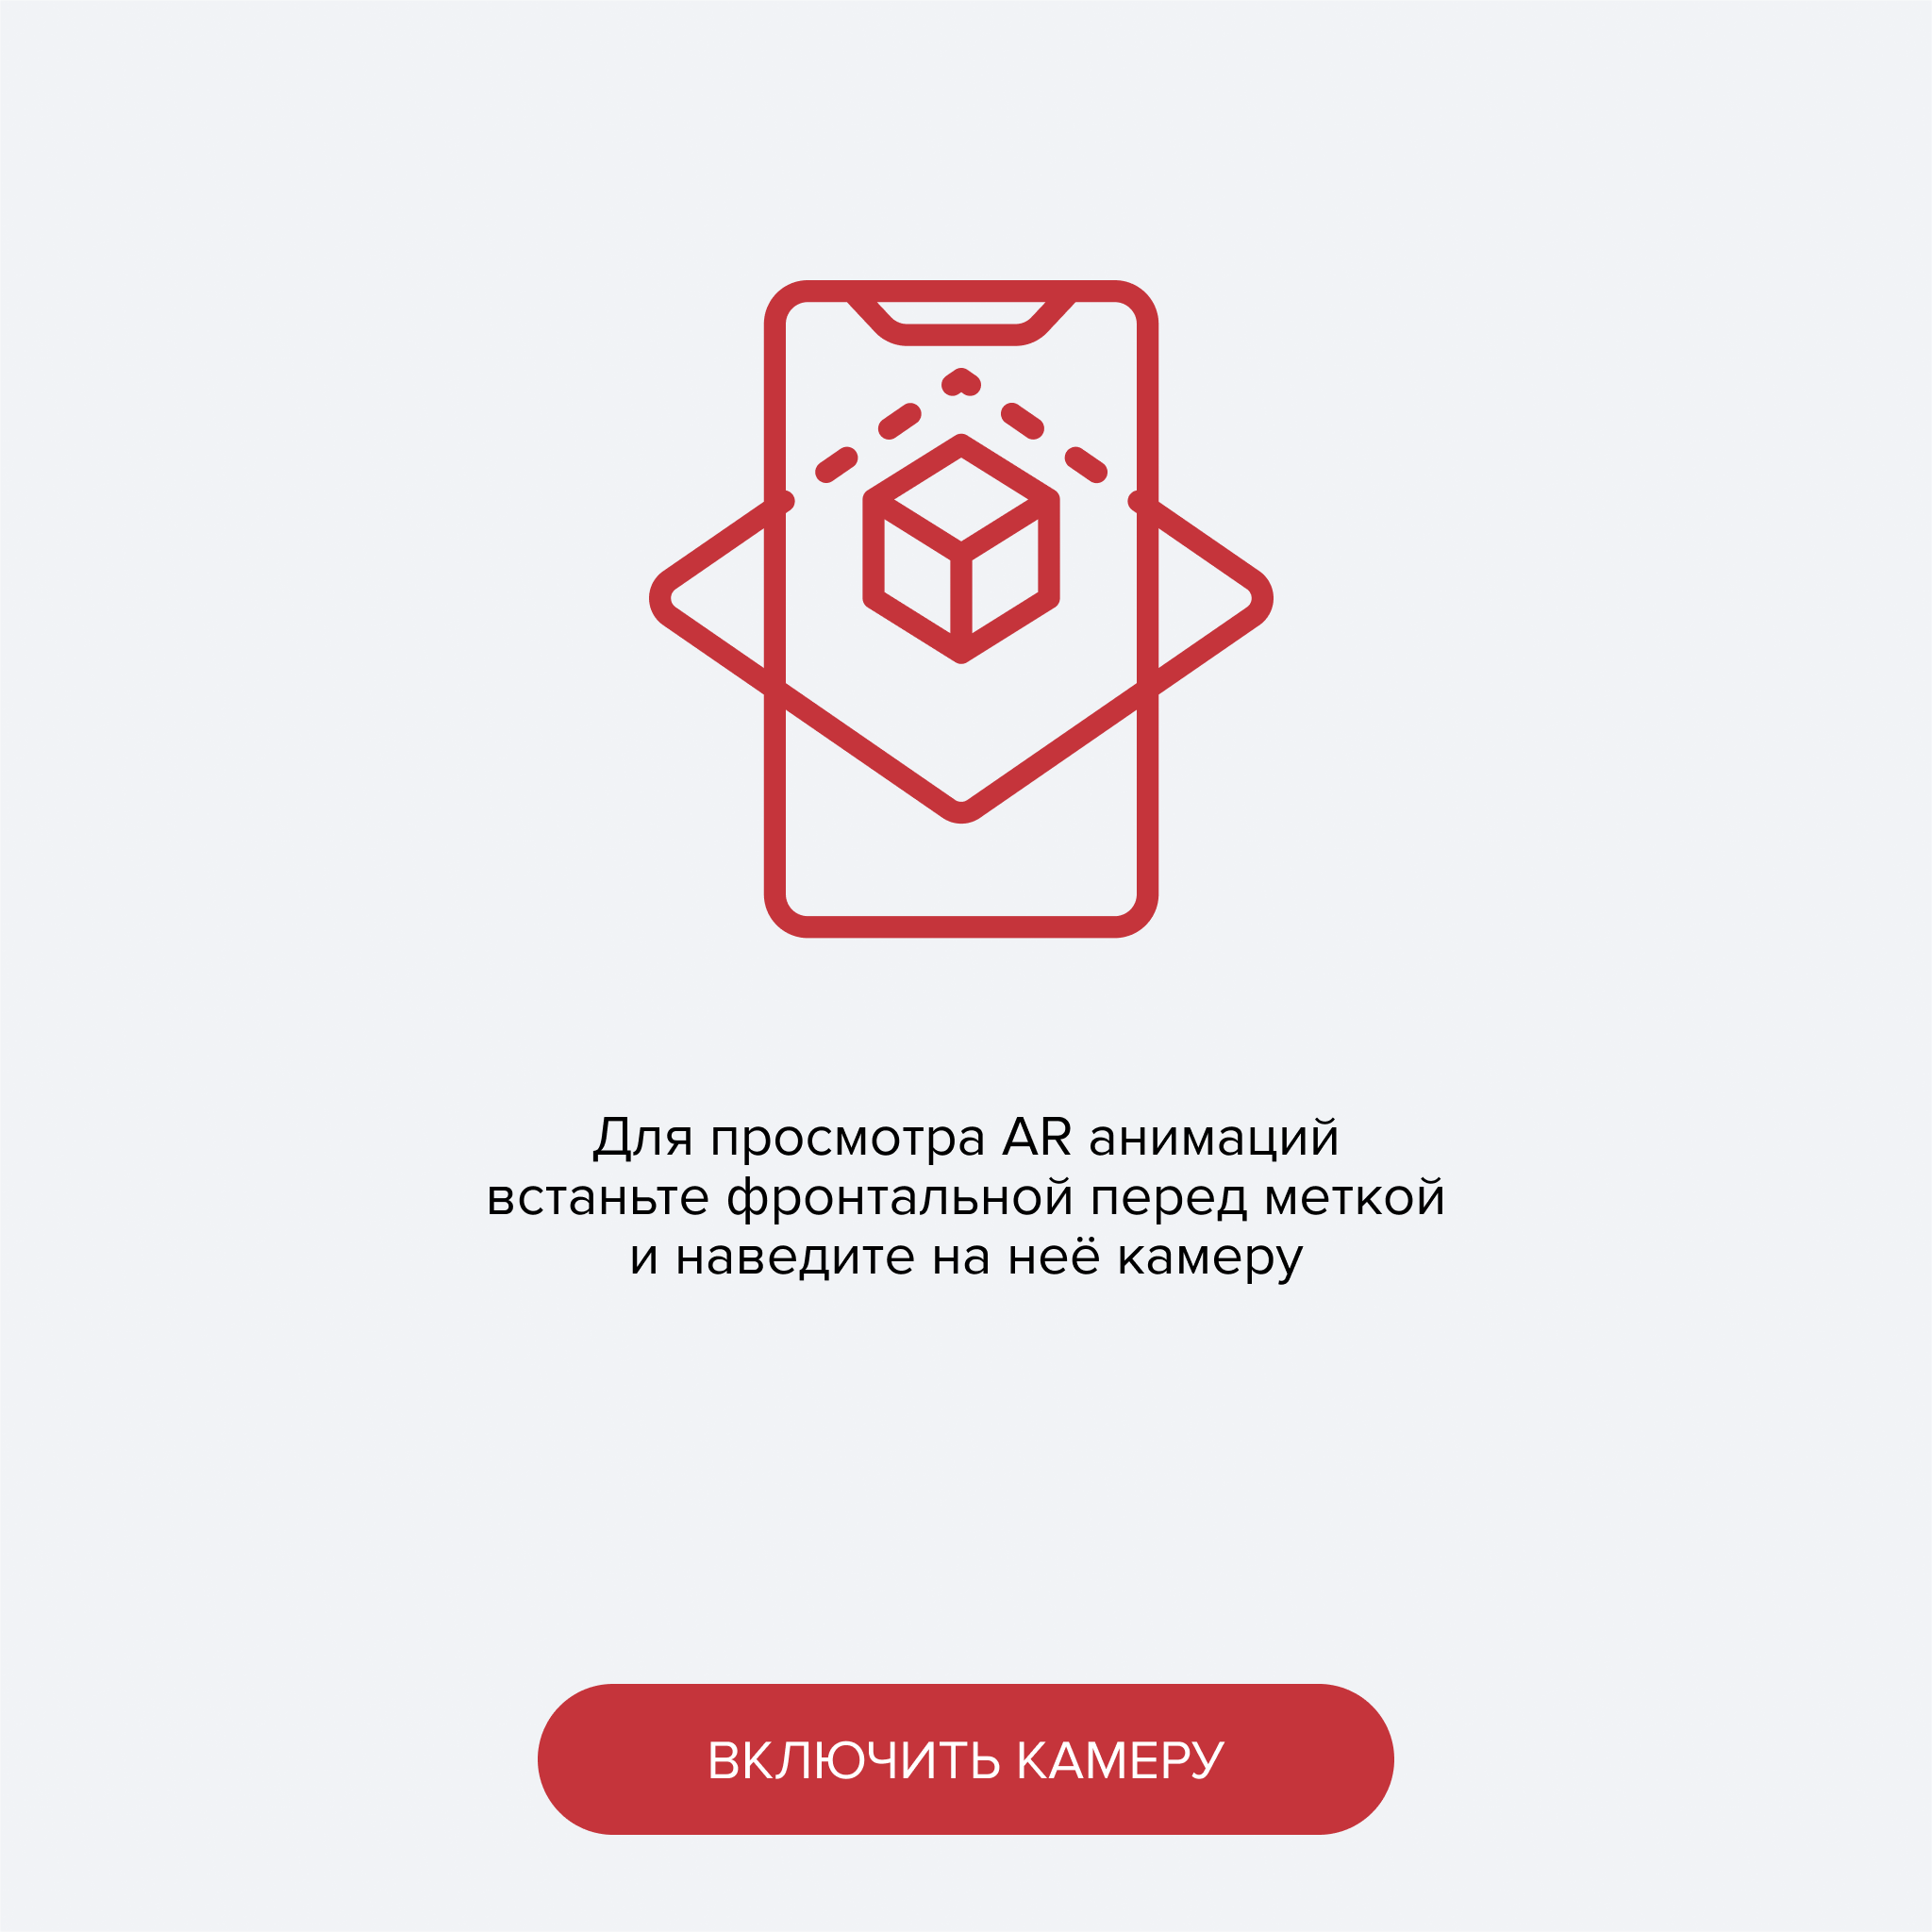 Для просмотра AR анимаций
встаньте фронтальной перед меткой
и наведите на неё камеру
ВКЛЮЧИТЬ КАМЕРУ